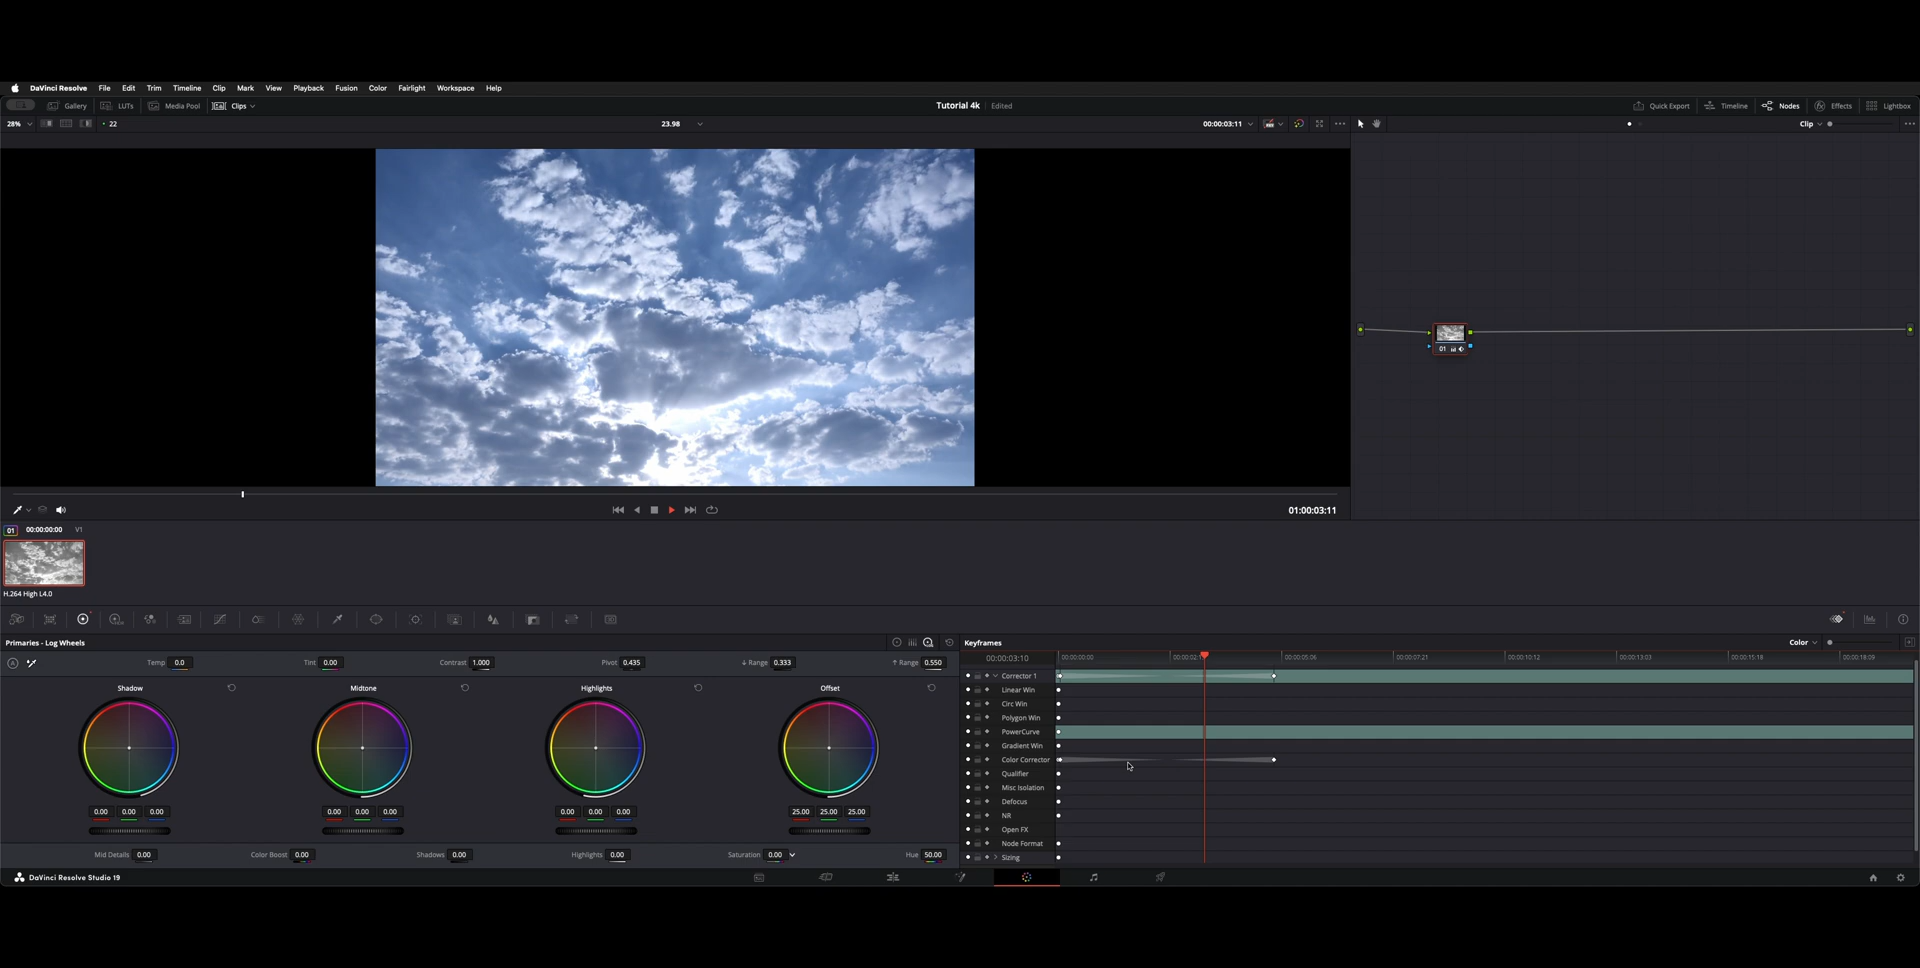 DaVinci Resolve File Edit Trim Timeline Clip Mark View Playback Fusion Color Fairlight Workspace Help
Gallery LUTs Media Pool Clips Tutorial 4k Edited Quick Export Timeline Nodes Effects Lightbox
28% 22 23.98 00:00:03:11 Clip
01
01:00:03:11
01 00:00:00:00 V1
H.264 High L4.0
Primaries - Log Wheels Keyframes Color
Temp 0.0 Tint 0.00 Contrast 1.000 Pivot 0.435 ↓ Range 0.333 ↑ Range 0.550
00:00:03:10 00:00:00:00 00:00:05:06 00:00:07:21 00:00:10:12 00:00:13:03 00:00:15:18 00:00:18:09
Shadow Midtone Highlights Offset
0.00 0.00 0.00 0.00 0.00 0.00 0.00 0.00 0.00 25.00 25.00 25.00
Mid Details 0.00 Color Boost 0.00 Shadows 0.00 Highlights 0.00 Saturation 0.00 Hue 50.00
Corrector 1
Linear Win
Circ Win
Polygon Win
PowerCurve
Gradient Win
Color Corrector
Qualifier
Misc Isolation
Defocus
NR
Open FX
Node Format
Sizing
DaVinci Resolve Studio 19